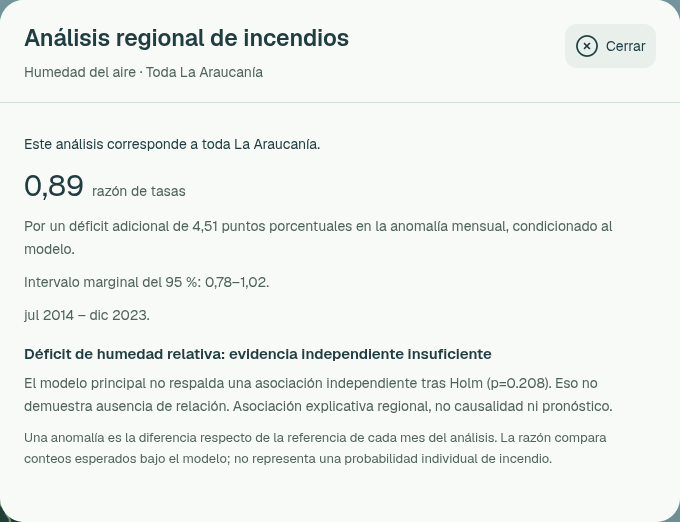 Análisis regional de incendios
Cerrar
Humedad del aire · Toda La Araucanía
Este análisis corresponde a toda La Araucanía.
0,89 razón de tasas
Por un déficit adicional de 4,51 puntos porcentuales en la anomalía mensual, condicionado al
modelo.
Intervalo marginal del 95 %: 0,78–1,02.
jul 2014 – dic 2023.
Déficit de humedad relativa: evidencia independiente insuficiente
El modelo principal no respalda una asociación independiente tras Holm (p=0.208). Eso no
demuestra ausencia de relación. Asociación explicativa regional, no causalidad ni pronóstico.
Una anomalía es la diferencia respecto de la referencia de cada mes del análisis. La razón compara
conteos esperados bajo el modelo; no representa una probabilidad individual de incendio.